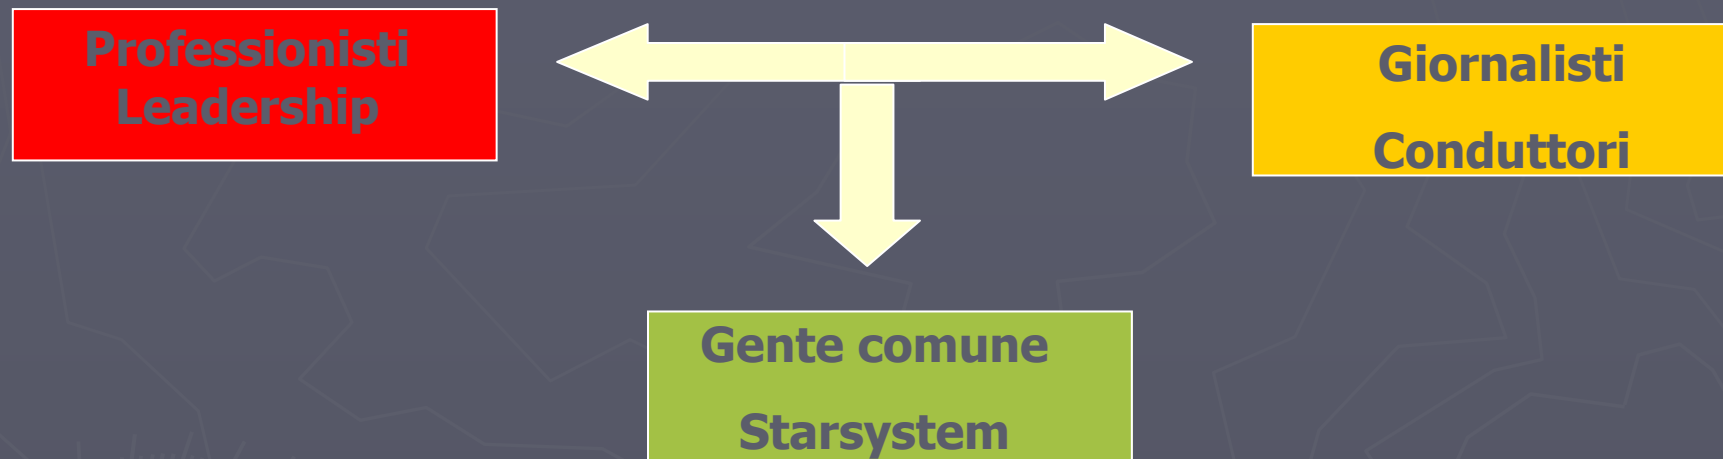 Professionisti
Leadership
Giornalisti
Conduttori
Gente comune
Starsystem